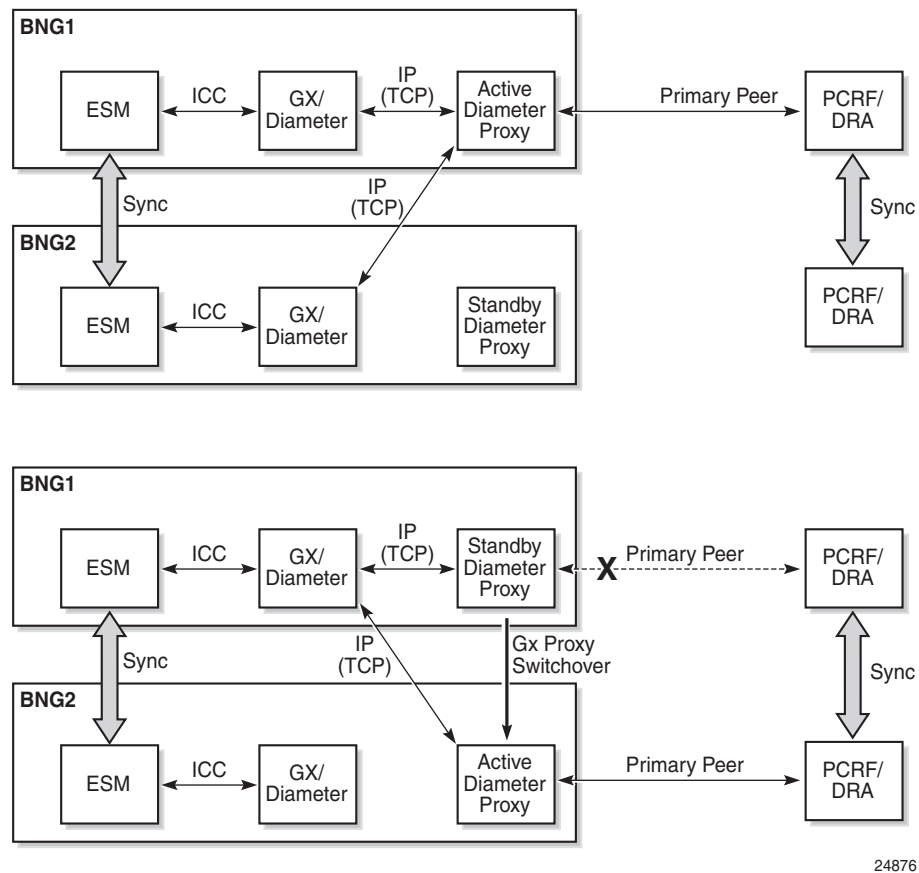 BNG1
ESM
ICC
GX/
Diameter
IP
(TCP)
Active
Diameter
Proxy
Primary Peer
PCRF/
DRA
Sync
IP
(TCP)
Sync
BNG2
ESM
ICC
GX/
Diameter
Standby
Diameter
Proxy
PCRF/
DRA
BNG1
ESM
ICC
GX/
Diameter
IP
(TCP)
Standby
Diameter
Proxy
X
Primary Peer
PCRF/
DRA
Sync
IP
(TCP)
Gx Proxy
Switchover
Sync
BNG2
ESM
ICC
GX/
Diameter
Active
Diameter
Proxy
Primary Peer
PCRF/
DRA
24876